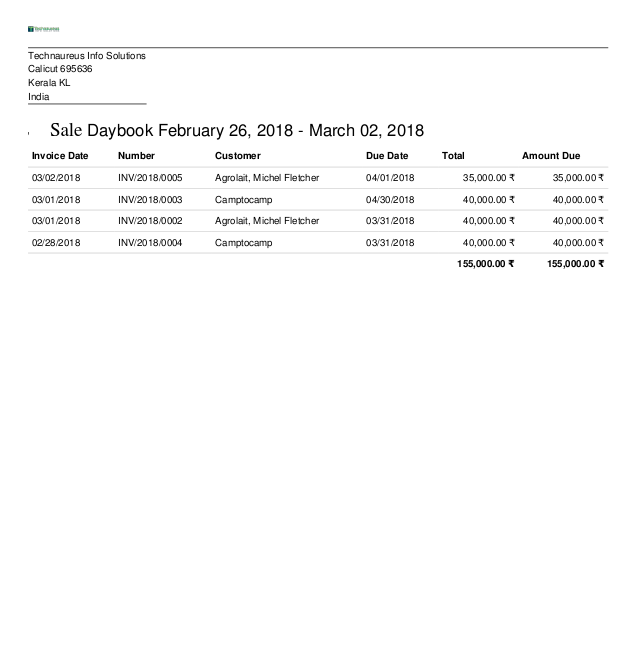 Technaureus Info Solutions
Calicut 695636
Kerala KL
India
Sale Daybook February 26, 2018 - March 02, 2018
Invoice Date Number Customer Due Date Total Amount Due
03/02/2018 INV/2018/0005 Agrolait, Michel Fletcher 04/01/2018 35,000.00 ₹ 35,000.00 ₹
03/01/2018 INV/2018/0003 Camptocamp 04/30/2018 40,000.00 ₹ 40,000.00 ₹
03/01/2018 INV/2018/0002 Agrolait, Michel Fletcher 03/31/2018 40,000.00 ₹ 40,000.00 ₹
02/28/2018 INV/2018/0004 Camptocamp 03/31/2018 40,000.00 ₹ 40,000.00 ₹
155,000.00 ₹ 155,000.00 ₹